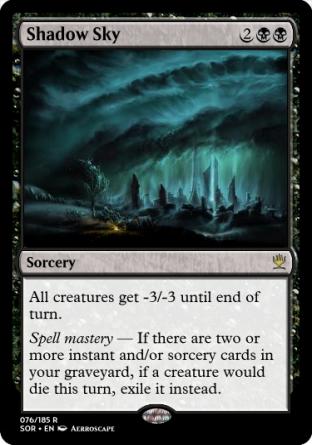 Shadow Sky 2
Sorcery
All creatures get -3/-3 until end of
turn.
Spell mastery — If there are two or
more instant and/or sorcery cards in
your graveyard, if a creature would
die this turn, exile it instead.
076/185 R
SOR • EN Aeroscape